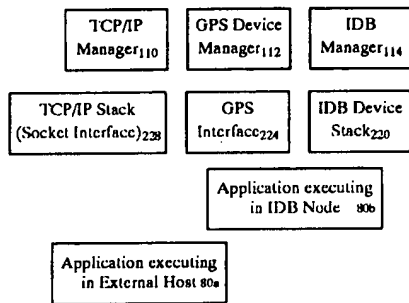 TCP/IP
Manager110
GPS Device
Manager112
IDB
Manager114
TCP/IP Stack
(Socket Interface)228
GPS
Interface224
IDB Device
Stack220
Application executing
in IDB Node 80b
Application executing
in External Host 80a